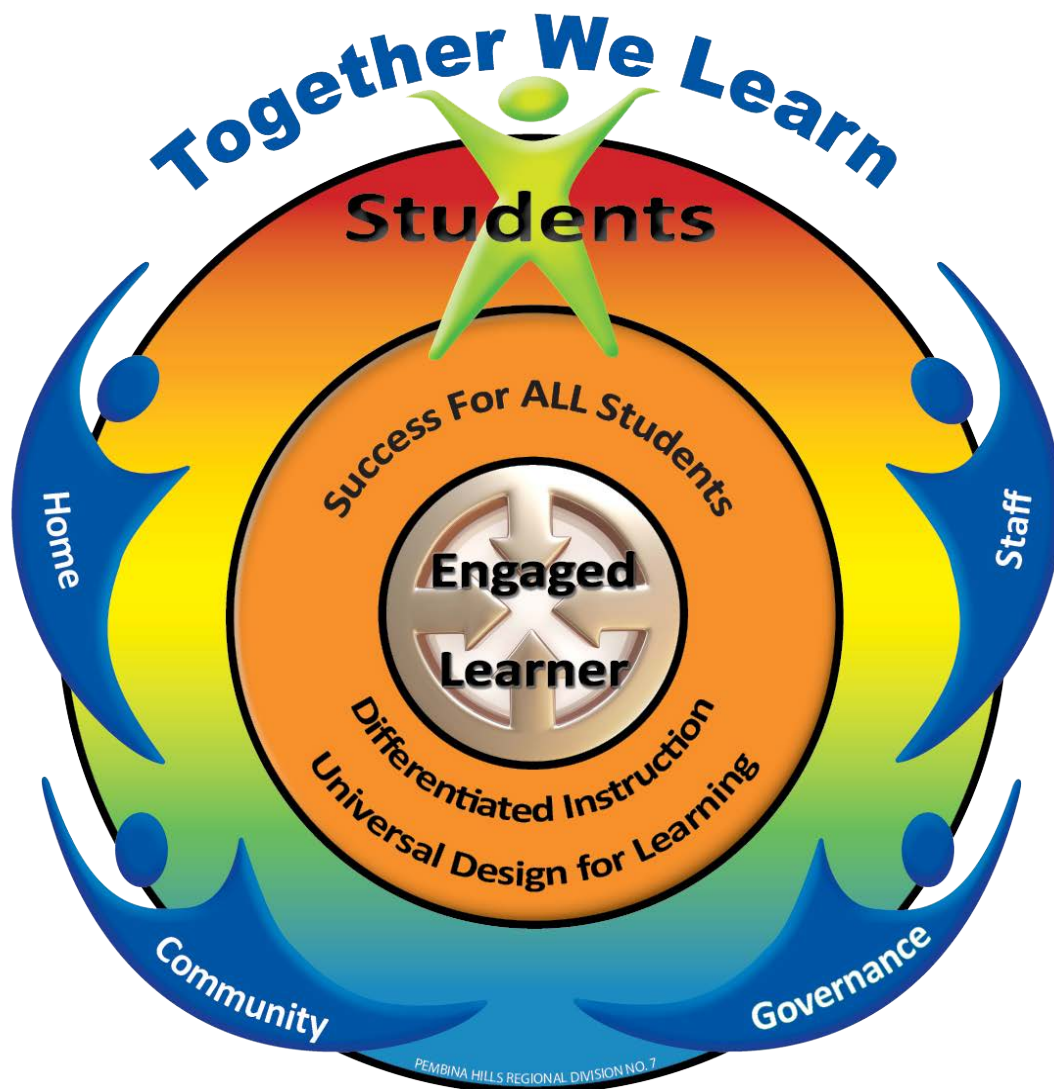 Together We Learn
Students
Success For ALL Students
Home
Staff
Engaged
Learner
Differentiated Instruction
Universal Design for Learning
Community
Governance
PEMBINA HILLS REGIONAL DIVISION NO. 7